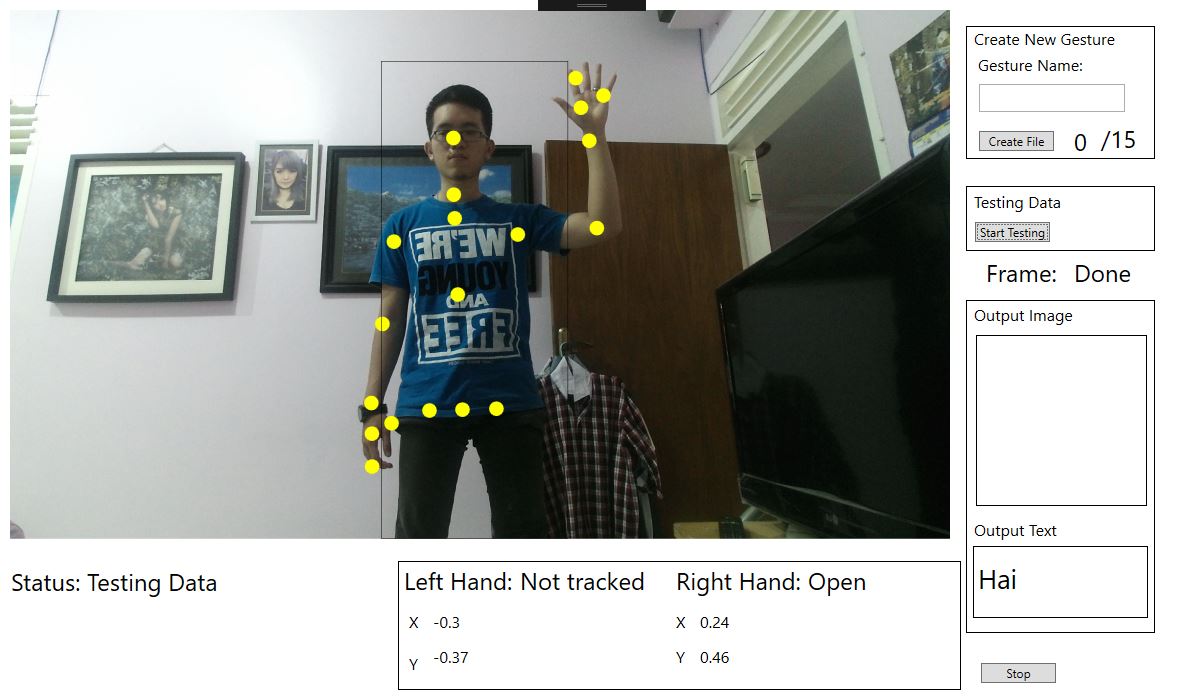 Create New Gesture
Gesture Name:
Create File 0 /15
Testing Data
Start Testing
Frame: Done
Output Image
Output Text
Hai
Stop
WE'RE
YOUNG
AND
FREE
Status: Testing Data
Left Hand: Not tracked Right Hand: Open
X -0.3 X 0.24
Y -0.37 Y 0.46